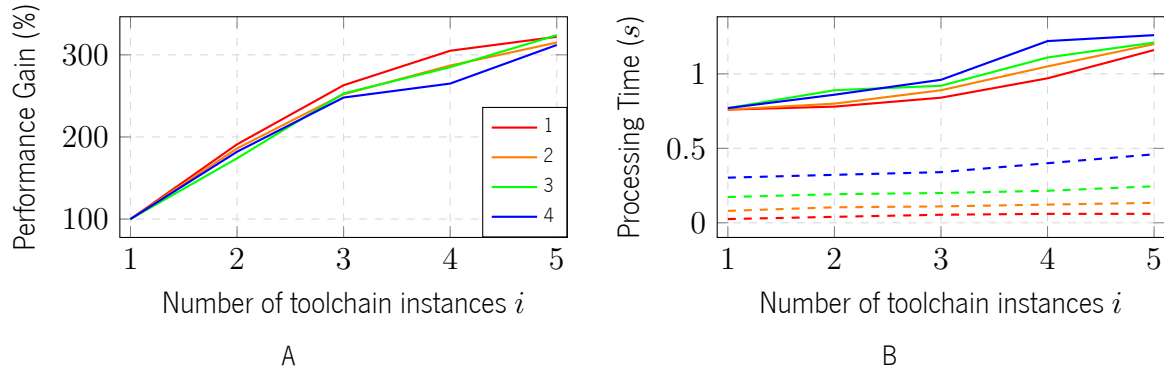 Performance Gain (%)
300
200
100
1
2
3
4
1 2 3 4 5
Number of toolchain instances i
A
Processing Time (s)
1
0.5
0
1 2 3 4 5
Number of toolchain instances i
B